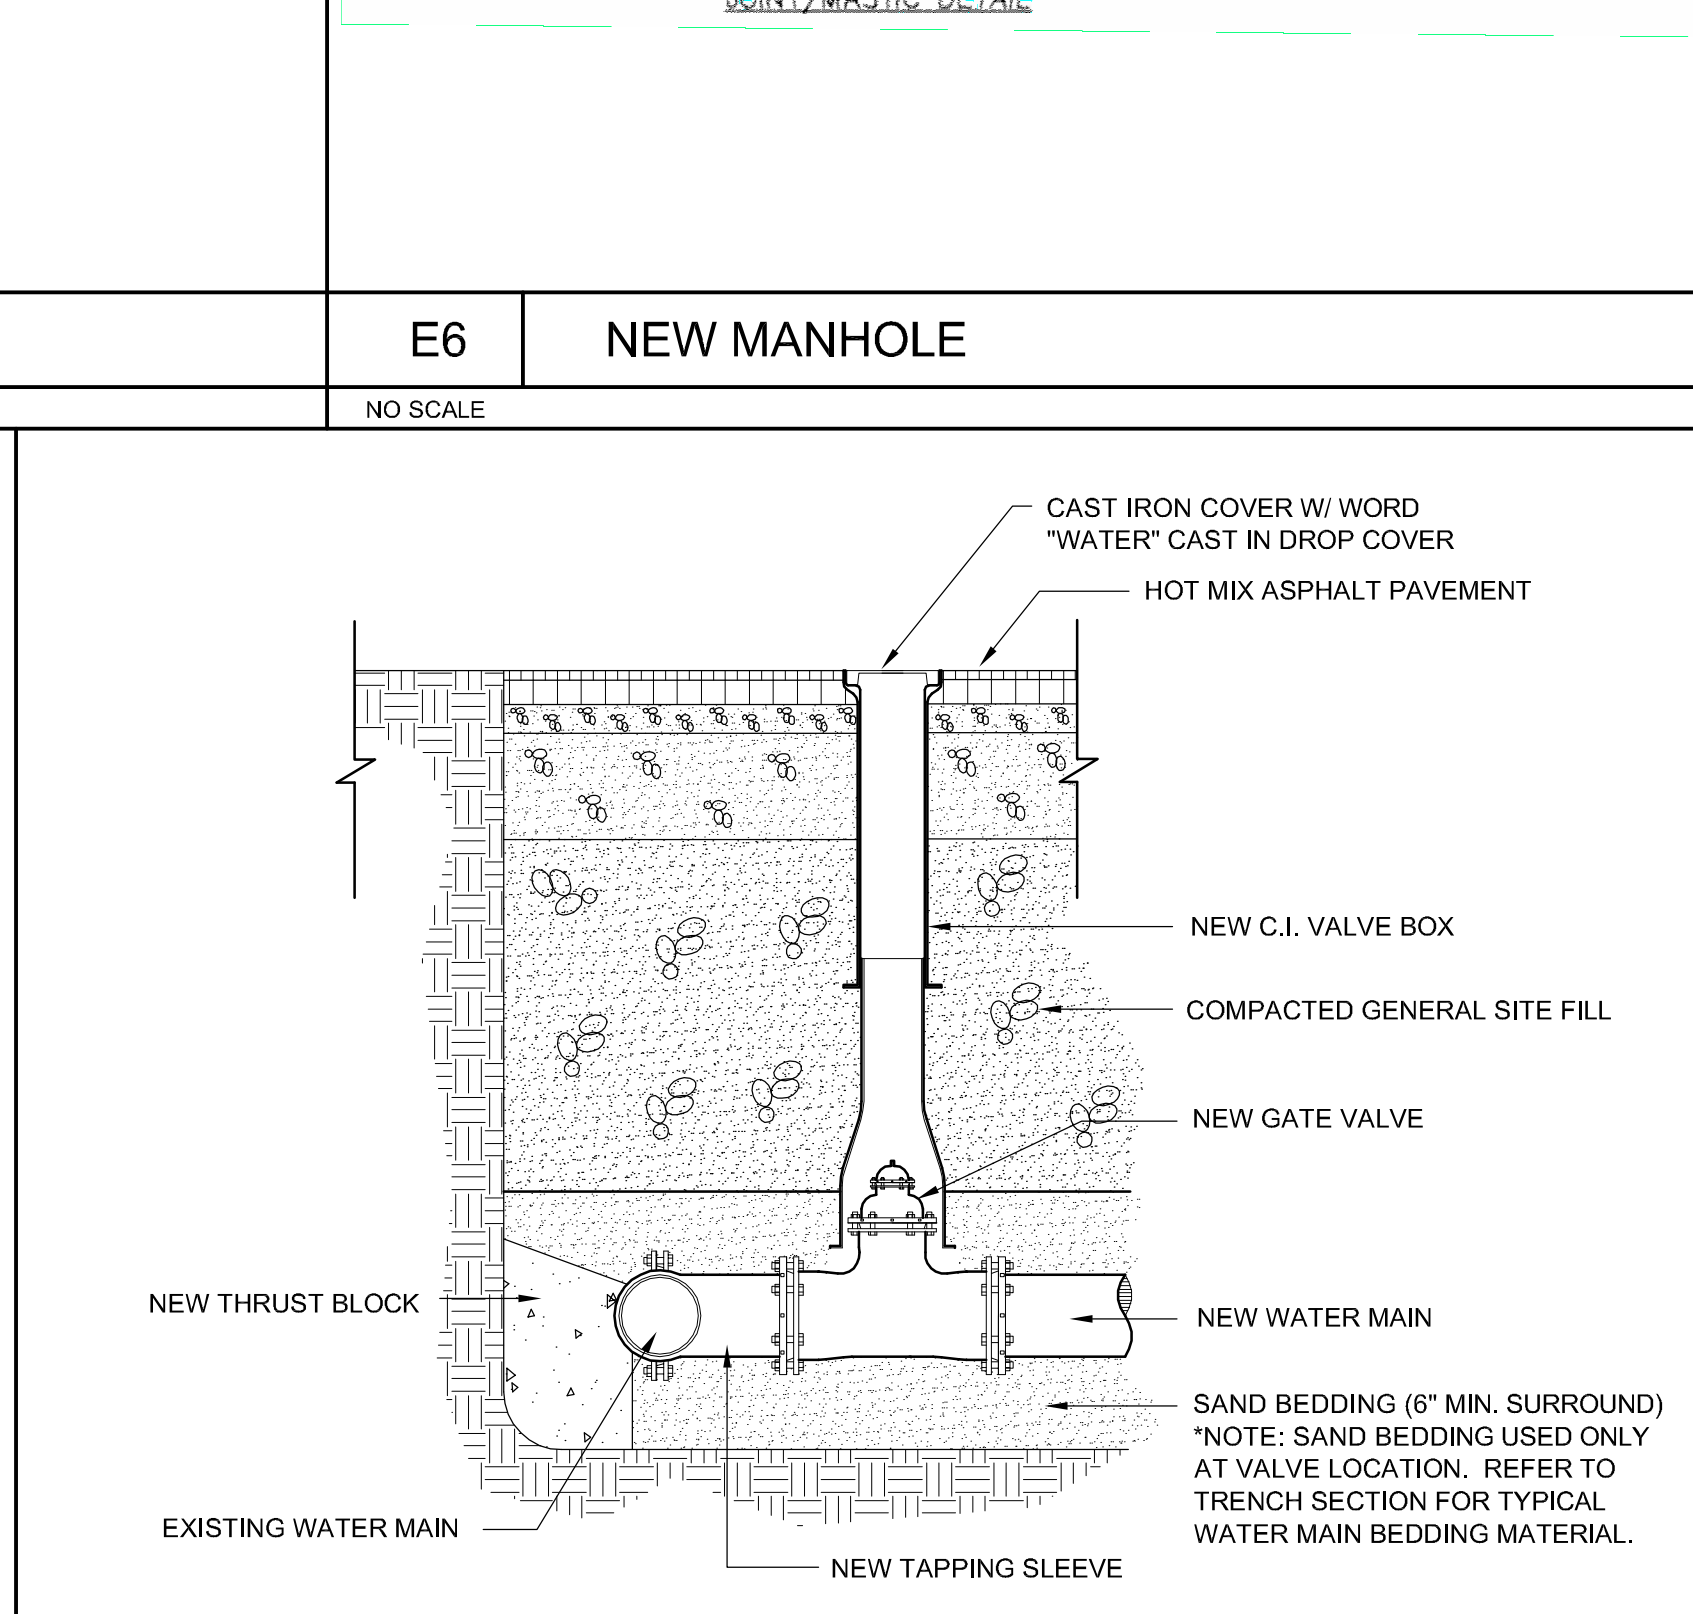 JOINT/MASTIC DETAIL
E6
NEW MANHOLE
NO SCALE
CAST IRON COVER W/ WORD
"WATER" CAST IN DROP COVER
HOT MIX ASPHALT PAVEMENT
NEW C.I. VALVE BOX
COMPACTED GENERAL SITE FILL
NEW GATE VALVE
NEW THRUST BLOCK
NEW WATER MAIN
SAND BEDDING (6" MIN. SURROUND)
*NOTE: SAND BEDDING USED ONLY
AT VALVE LOCATION. REFER TO
TRENCH SECTION FOR TYPICAL
WATER MAIN BEDDING MATERIAL.
EXISTING WATER MAIN
NEW TAPPING SLEEVE